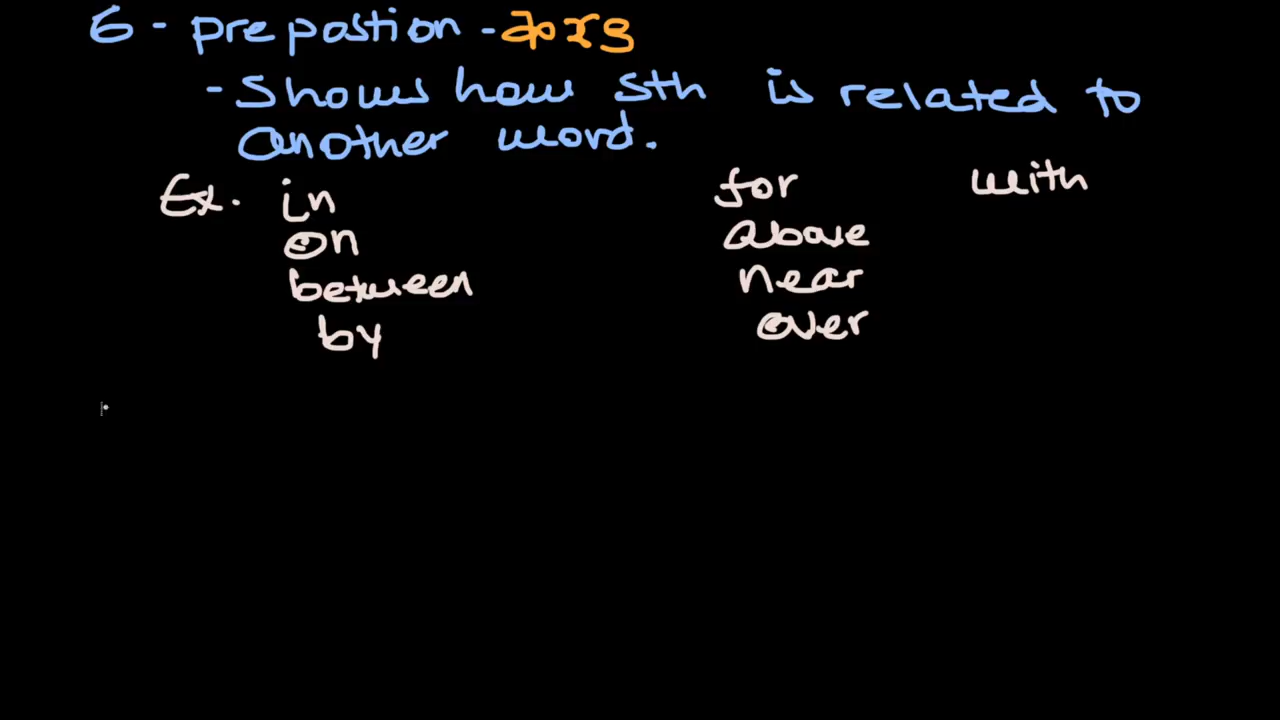 6 - prepostion -
- Shows how sth is related to
another word.
Ex. in for with
on above
between near
by over